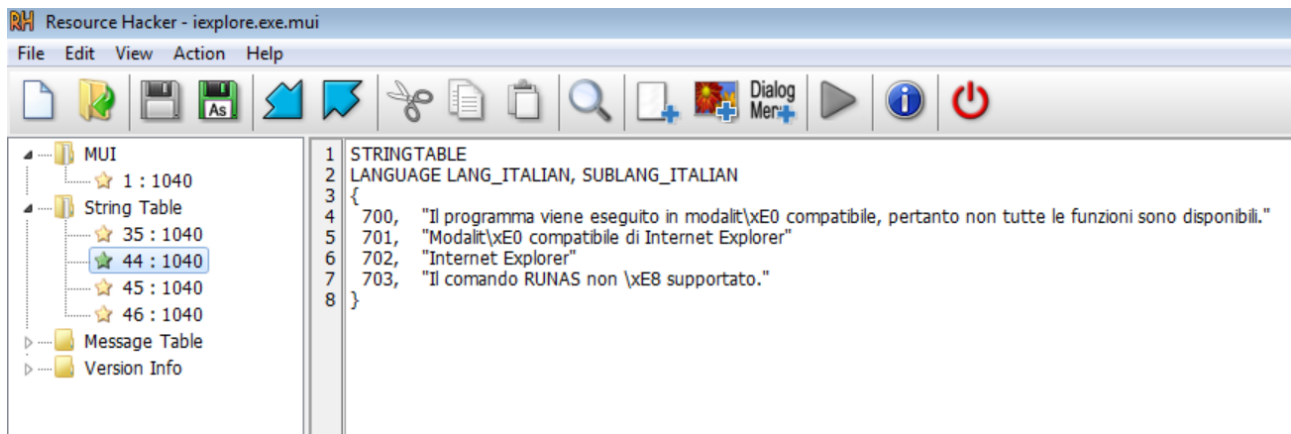 Resource Hacker - iexplore.exe.mui
File Edit View Action Help
As
Dialog
Menu
MUI
1 : 1040
String Table
35 : 1040
44 : 1040
45 : 1040
46 : 1040
Message Table
Version Info
1 STRINGTABLE
2 LANGUAGE LANG_ITALIAN, SUBLANG_ITALIAN
3 {
4 700, "Il programma viene eseguito in modalit\xE0 compatibile, pertanto non tutte le funzioni sono disponibili."
5 701, "Modalit\xE0 compatibile di Internet Explorer"
6 702, "Internet Explorer"
7 703, "Il comando RUNAS non \xE8 supportato."
8 }